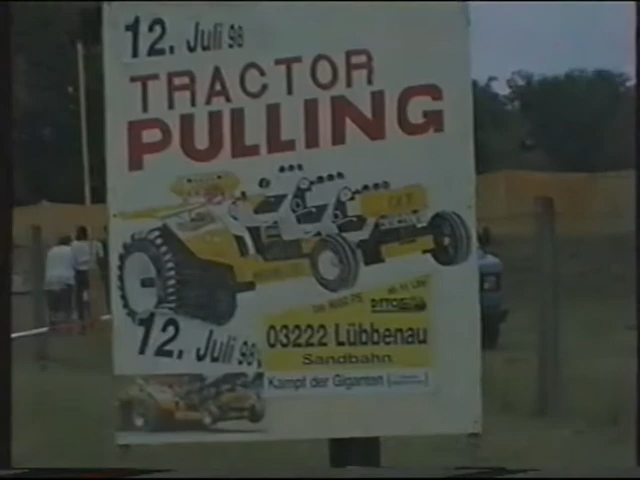 12. Juli 98
TRACTOR
PULLING
12. Juli 98
03222 Lübbenau
Sandbahn
Kampf der Giganten